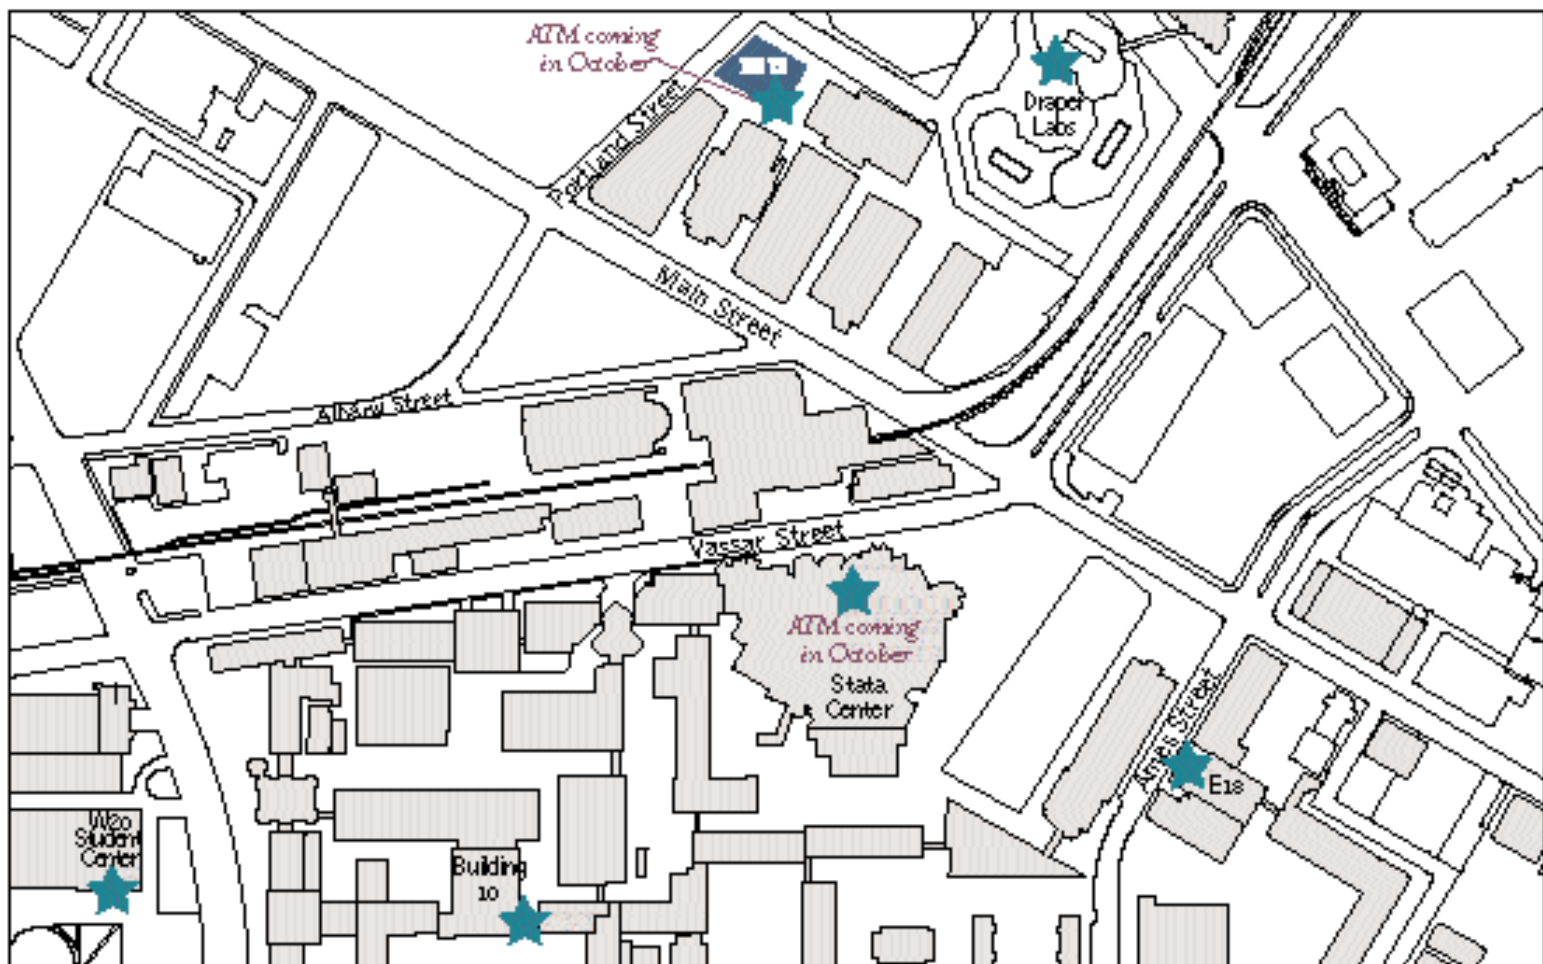 ATM coming
in October
Draper
Labs
Portland Street
Main Street
Albany Street
Vassar Street
ATM coming
in October
Stata
Center
Ames Street
E18
W20
Student
Center
Building
10